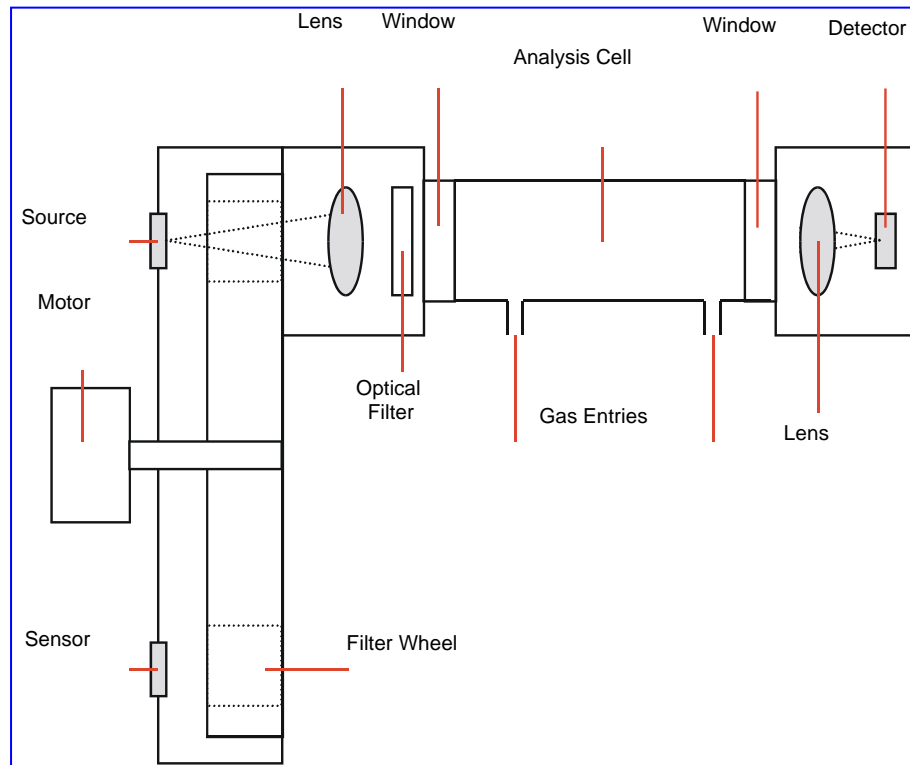 Lens
Window
Window
Detector
Analysis Cell
Source
Motor
Optical
Filter
Gas Entries
Lens
Sensor
Filter Wheel